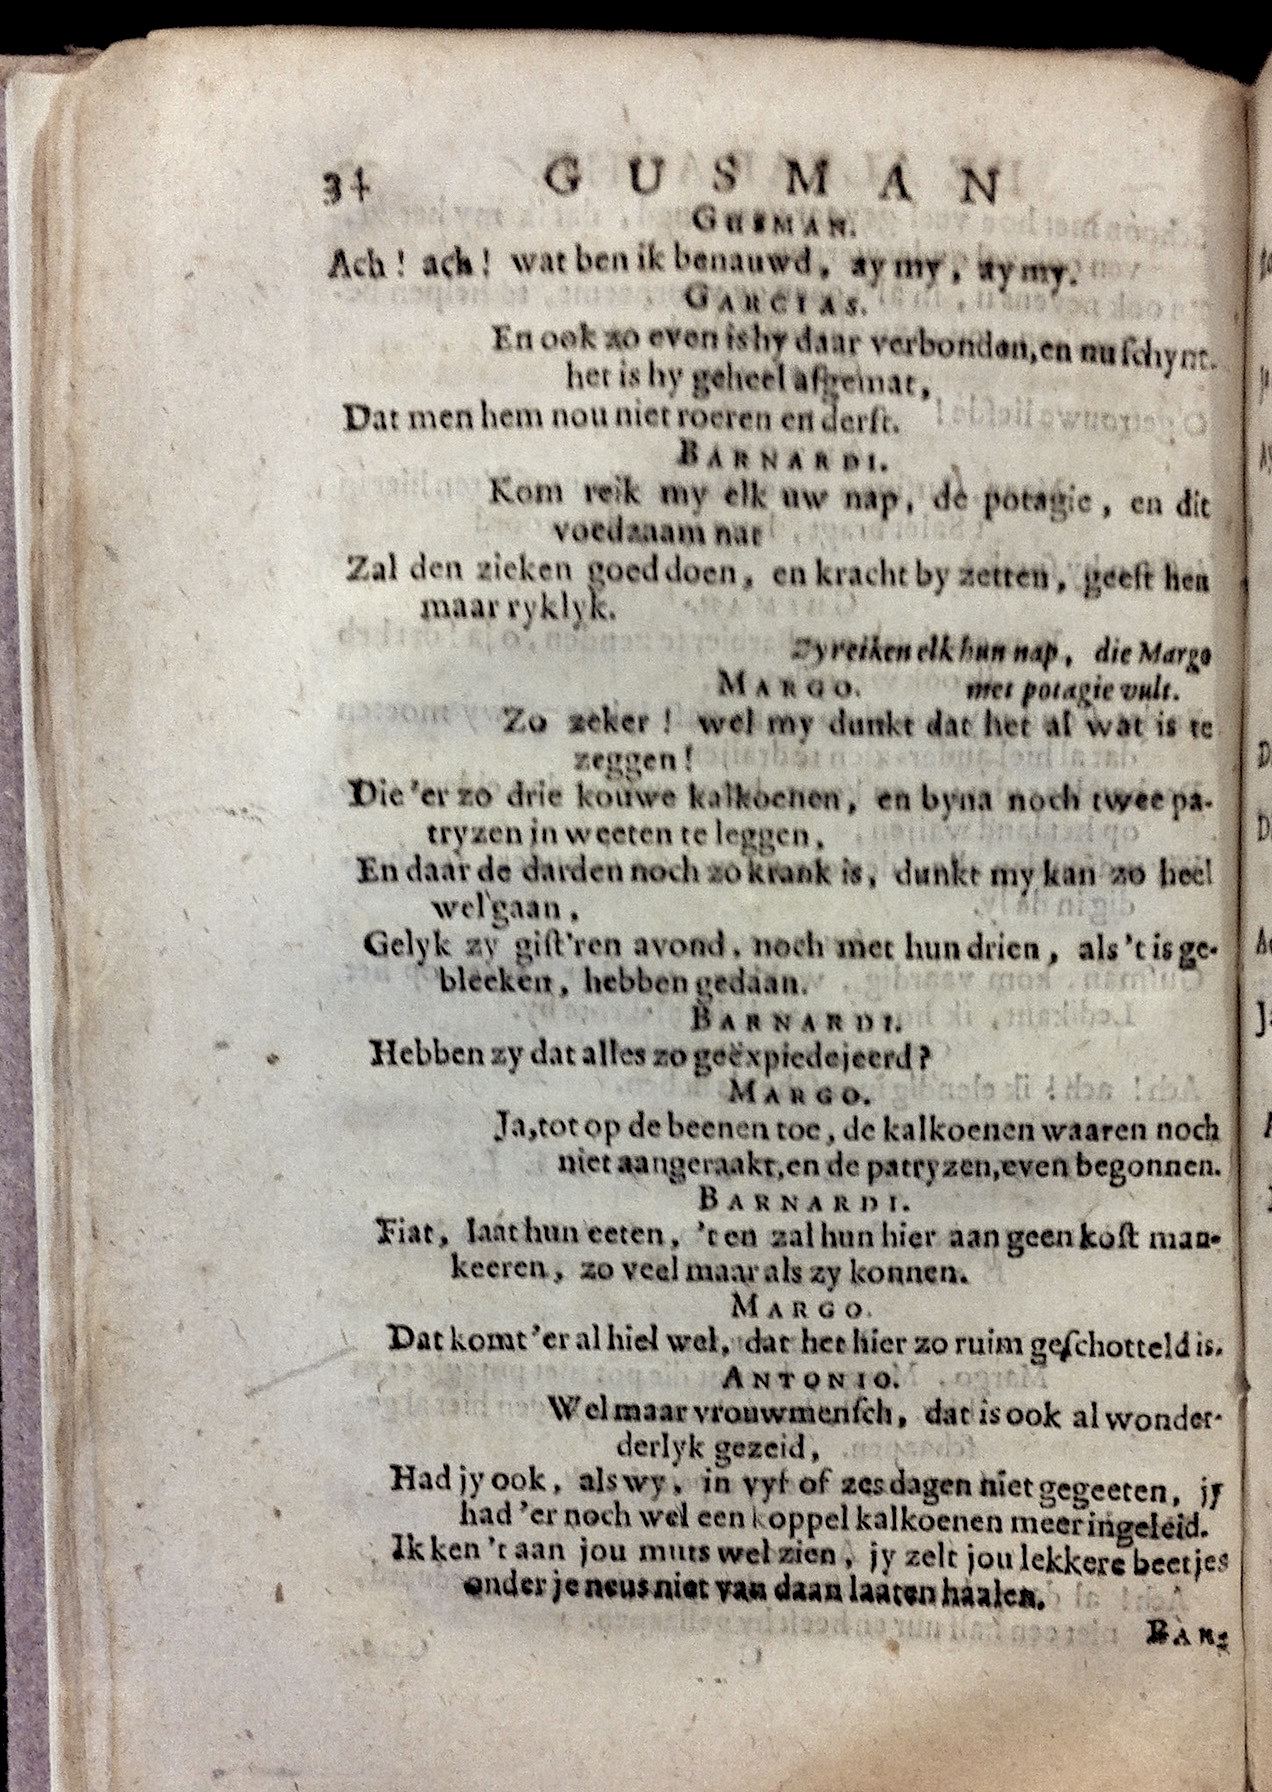 34 GUSMAN
GUSMAN.
Ach! ach! wat ben ik benauwd, ay my, ay my.
GARCIAS.
En ook zo even is hy daar verbonden, en nu ſchynt.
het is hy geheel afgemat,
Dat men hem nou niet roeren en derſt.
BARNARDI.
Kom reik my elk uw nap, de potagie, en dit
voedzaam nat
Zal den zieken goed doen, en kracht by zetten, geeft hen
maar ryklyk.
Zy reiken elk hun nap, die Margo
MARGO. met potagie vult.
Zo zeker! wel my dunkt dat het al wat is te
zeggen!
Die 'er zo drie kouwe kalkoenen, en byna noch twee pa-
tryzen in weeten te leggen,
En daar de darden noch zo krank is, dunkt my kan zo heel
wel gaan,
Gelyk zy giſt'ren avond, noch met hun drien, als 't is ge-
bleeken, hebben gedaan.
BARNARDI.
Hebben zy dat alles zo geëxpiedejeerd?
MARGO.
Ja, tot op de beenen toe, de kalkoenen waaren noch
niet aangeraakt, en de patryzen, even begonnen.
BARNARDI.
Fiat, laat hun eeten, 't en zal hun hier aan geen koſt man-
keeren, zo veel maar als zy konnen.
MARGO.
Dat komt 'er al hiel wel, dat het hier zo ruim geſchotteld is.
ANTONIO.
Wel maar vrouwmenſch, dat is ook al wonder-
derlyk gezeid,
Had jy ook, als wy, in vyf of zes dagen niet gegeeten, jy
had 'er noch wel een koppel kalkoenen meer ingeleid.
Ik ken 't aan jou muts wel zien, jy zelt jou lekkere beetjes
onder je neus niet van daan laaten haalen.
BAR-